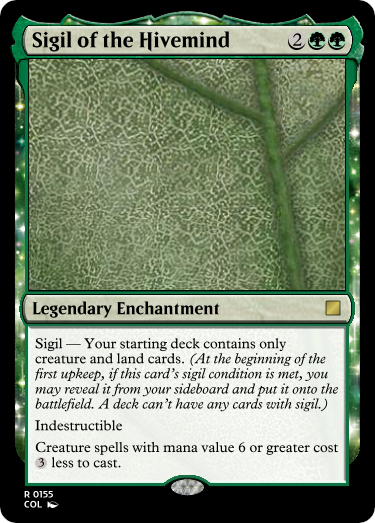 Sigil of the Hivemind 2
Legendary Enchantment
Sigil — Your starting deck contains only
creature and land cards. (At the beginning of the
first upkeep, if this card's sigil condition is met, you
may reveal it from your sideboard and put it onto the
battlefield. A deck can't have any cards with sigil.)
Indestructible
Creature spells with mana value 6 or greater cost
3 less to cast.
R 0155
COL